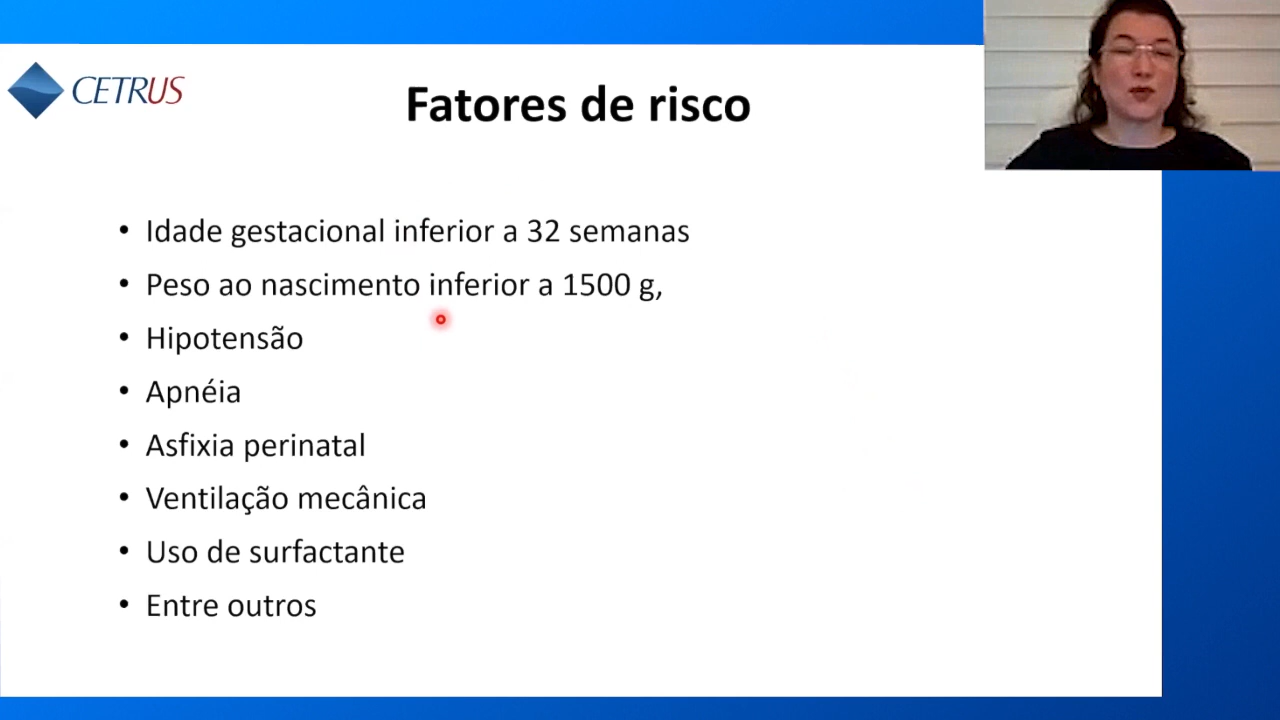 CETRUS
Fatores de risco
• Idade gestacional inferior a 32 semanas
• Peso ao nascimento inferior a 1500 g,
• Hipotensão
• Apnéia
• Asfixia perinatal
• Ventilação mecânica
• Uso de surfactante
• Entre outros